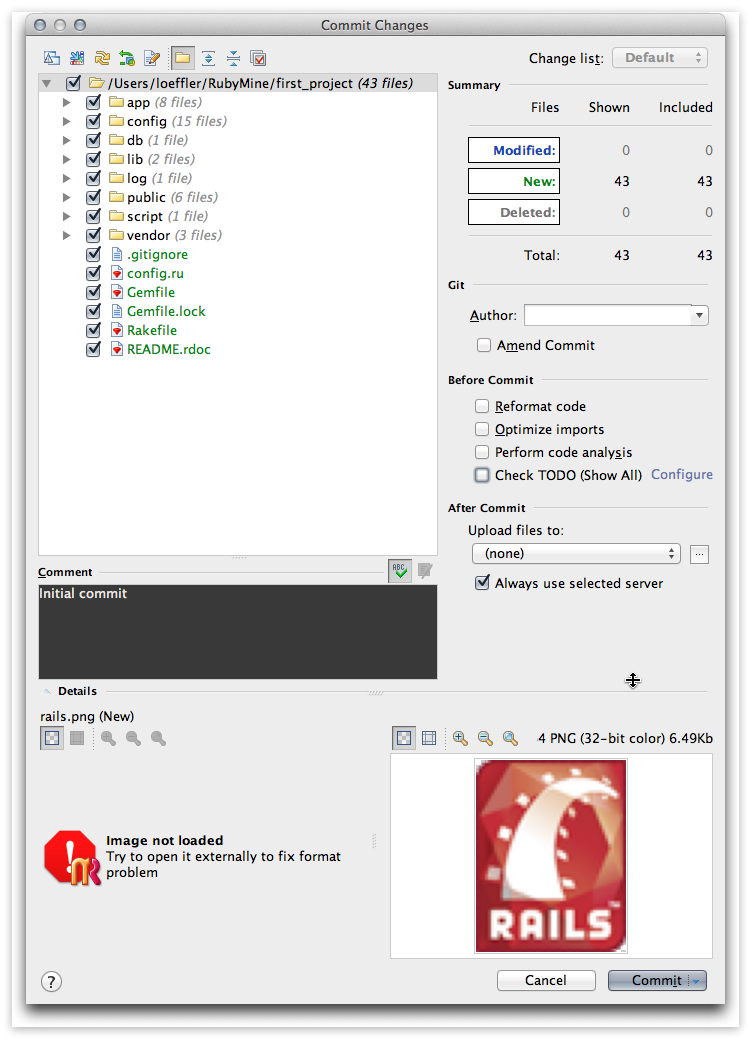 Commit Changes
Change list: Default
/Users/loeffler/RubyMine/first_project (43 files)
app (8 files)
config (15 files)
db (1 file)
lib (2 files)
log (1 file)
public (6 files)
script (1 file)
vendor (3 files)
.gitignore
config.ru
Gemfile
Gemfile.lock
Rakefile
README.rdoc
Summary
Files Shown Included
Modified: 0 0
New: 43 43
Deleted: 0 0
Total: 43 43
Git
Author:
Amend Commit
Before Commit
Reformat code
Optimize imports
Perform code analysis
Check TODO (Show All) Configure
After Commit
Upload files to:
(none) ...
Always use selected server
Comment ABC
Initial commit
Details
rails.png (New)
4 PNG (32-bit color) 6.49Kb
Image not loaded
Try to open it externally to fix format
problem
RAILS™
? Cancel Commit